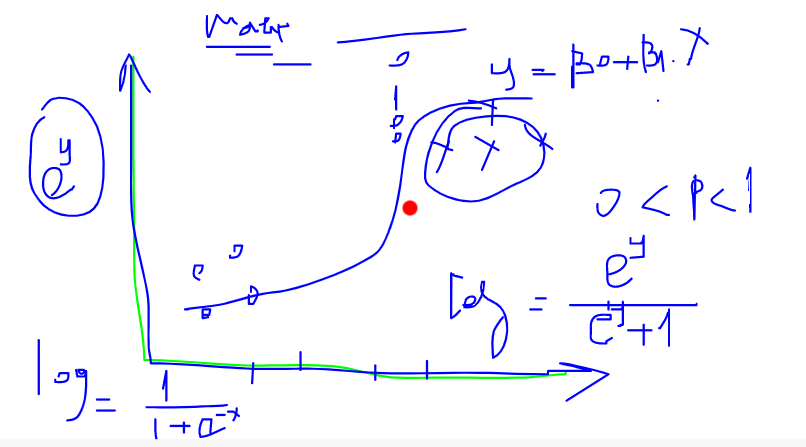 y = β0 + β1 . X
e^y
0 < P < 1
log = e^y / (e^y + 1)
log = 1 / (1 + e^-x)